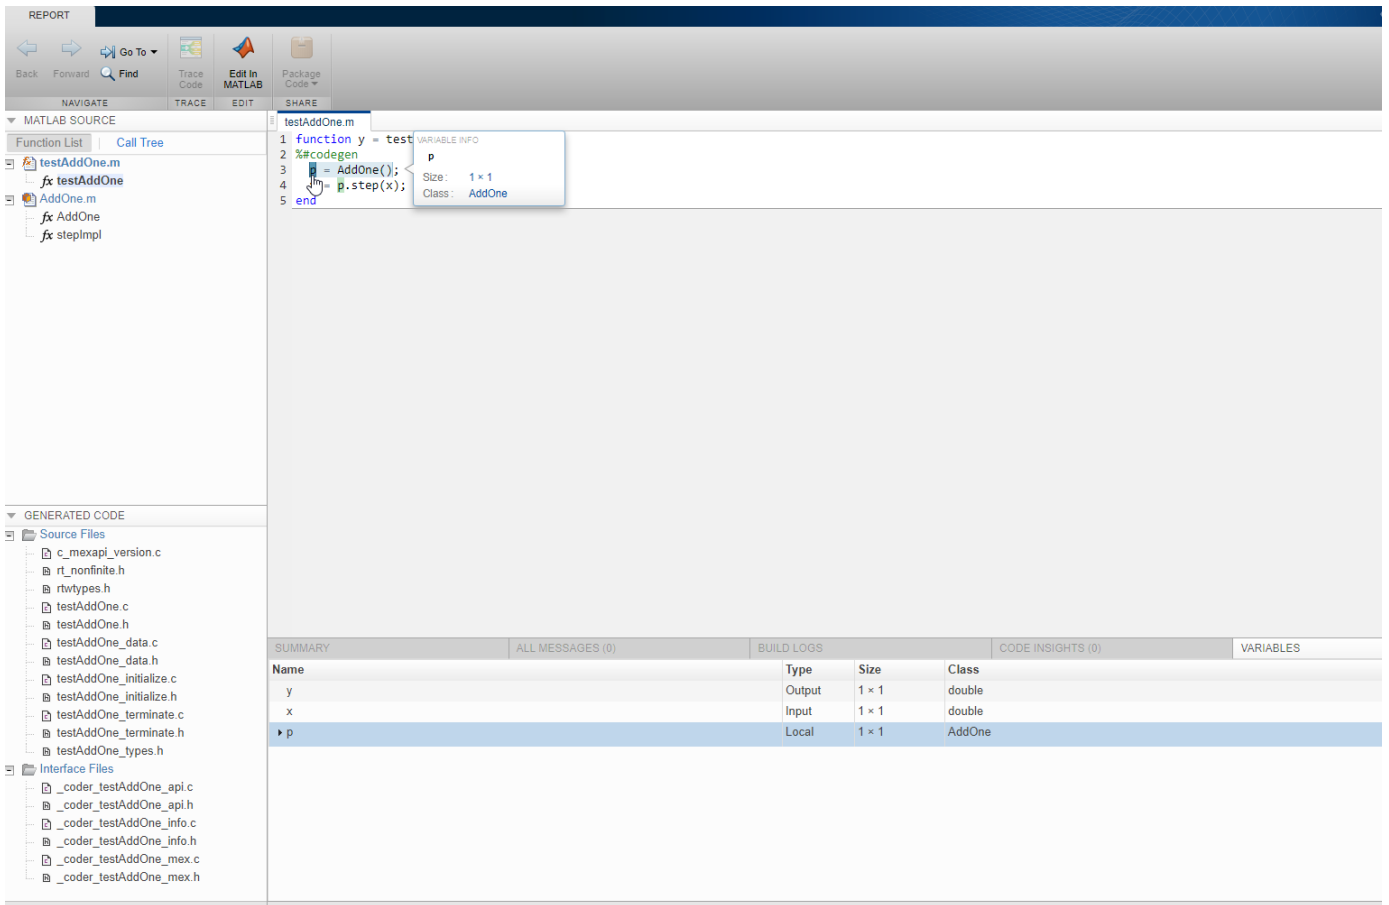 REPORT
Back
Forward
Go To
Find
Trace Code
Edit In MATLAB
Package Code
NAVIGATE
TRACE
EDIT
SHARE
MATLAB SOURCE
Function List
Call Tree
testAddOne.m
fx testAddOne
AddOne.m
fx AddOne
fx stepImpl
GENERATED CODE
Source Files
c_mexapi_version.c
rt_nonfinite.h
rtwtypes.h
testAddOne.c
testAddOne.h
testAddOne_data.c
testAddOne_data.h
testAddOne_initialize.c
testAddOne_initialize.h
testAddOne_terminate.c
testAddOne_terminate.h
testAddOne_types.h
Interface Files
_coder_testAddOne_api.c
_coder_testAddOne_api.h
_coder_testAddOne_info.c
_coder_testAddOne_info.h
_coder_testAddOne_mex.c
_coder_testAddOne_mex.h
testAddOne.m
1 function y = test
2 %#codegen
3 p = AddOne();
4 = p.step(x);
5 end
VARIABLE INFO
p
Size: 1 × 1
Class: AddOne
SUMMARY
ALL MESSAGES (0)
BUILD LOGS
CODE INSIGHTS (0)
VARIABLES
Name Type Size Class
y Output 1 × 1 double
x Input 1 × 1 double
p Local 1 × 1 AddOne